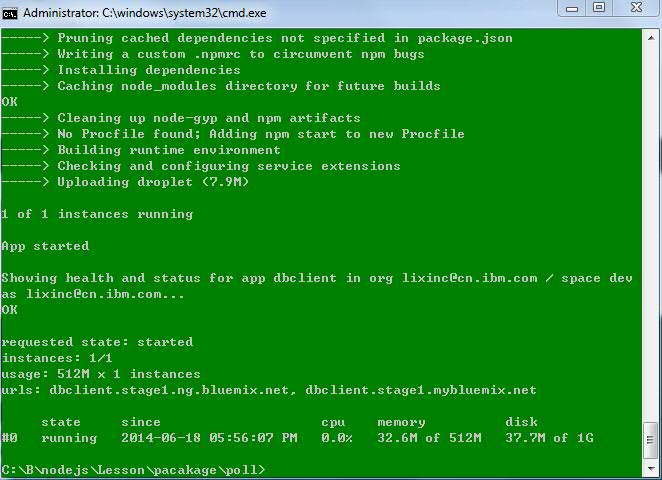 Administrator: C:\windows\system32\cmd.exe
-----> Pruning cached dependencies not specified in package.json
-----> Writing a custom .npmrc to circumvent npm bugs
-----> Installing dependencies
-----> Caching node_modules directory for future builds
OK
-----> Cleaning up node-gyp and npm artifacts
-----> No Procfile found; Adding npm start to new Procfile
-----> Building runtime environment
-----> Checking and configuring service extensions
-----> Uploading droplet (7.9M)
1 of 1 instances running
App started
Showing health and status for app dbclient in org lixinc@cn.ibm.com / space dev
as lixinc@cn.ibm.com...
OK
requested state: started
instances: 1/1
usage: 512M x 1 instances
urls: dbclient.stage1.ng.bluemix.net, dbclient.stage1.mybluemix.net
state since cpu memory disk
#0 running 2014-06-18 05:56:07 PM 0.0% 32.6M of 512M 37.7M of 1G
C:\B\nodejs\Lesson\pacakage\poll>